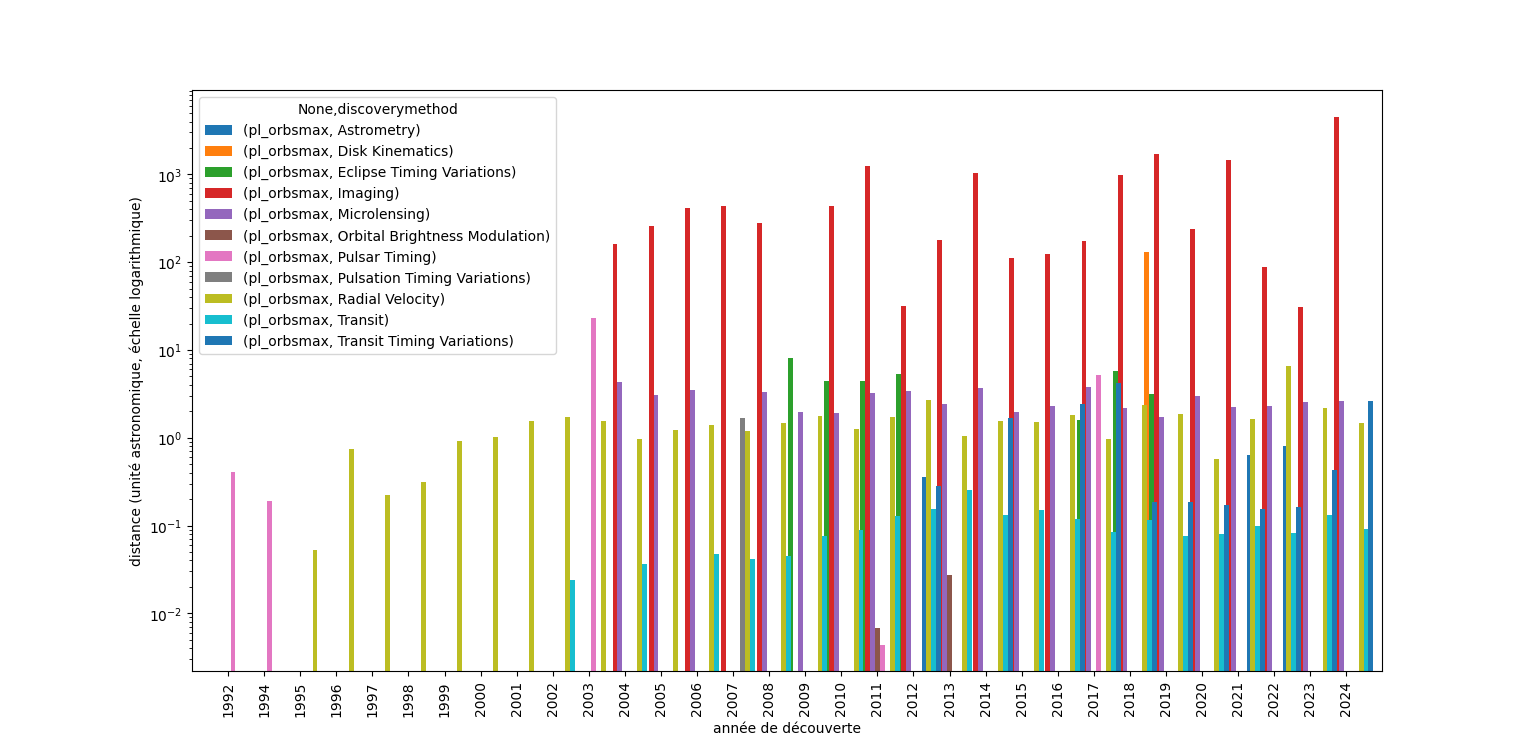 None,discoverymethod
(pl_orbsmax, Astrometry)
(pl_orbsmax, Disk Kinematics)
(pl_orbsmax, Eclipse Timing Variations)
(pl_orbsmax, Imaging)
(pl_orbsmax, Microlensing)
(pl_orbsmax, Orbital Brightness Modulation)
(pl_orbsmax, Pulsar Timing)
(pl_orbsmax, Pulsation Timing Variations)
(pl_orbsmax, Radial Velocity)
(pl_orbsmax, Transit)
(pl_orbsmax, Transit Timing Variations)
distance (unité astronomique, échelle logarithmique)
10³
10²
10¹
10⁰
10⁻¹
10⁻²
1992 1994 1995 1996 1997 1998 1999 2000 2001 2002 2003 2004 2005 2006 2007 2008 2009 2010 2011 2012 2013 2014 2015 2016 2017 2018 2019 2020 2021 2022 2023 2024
année de découverte